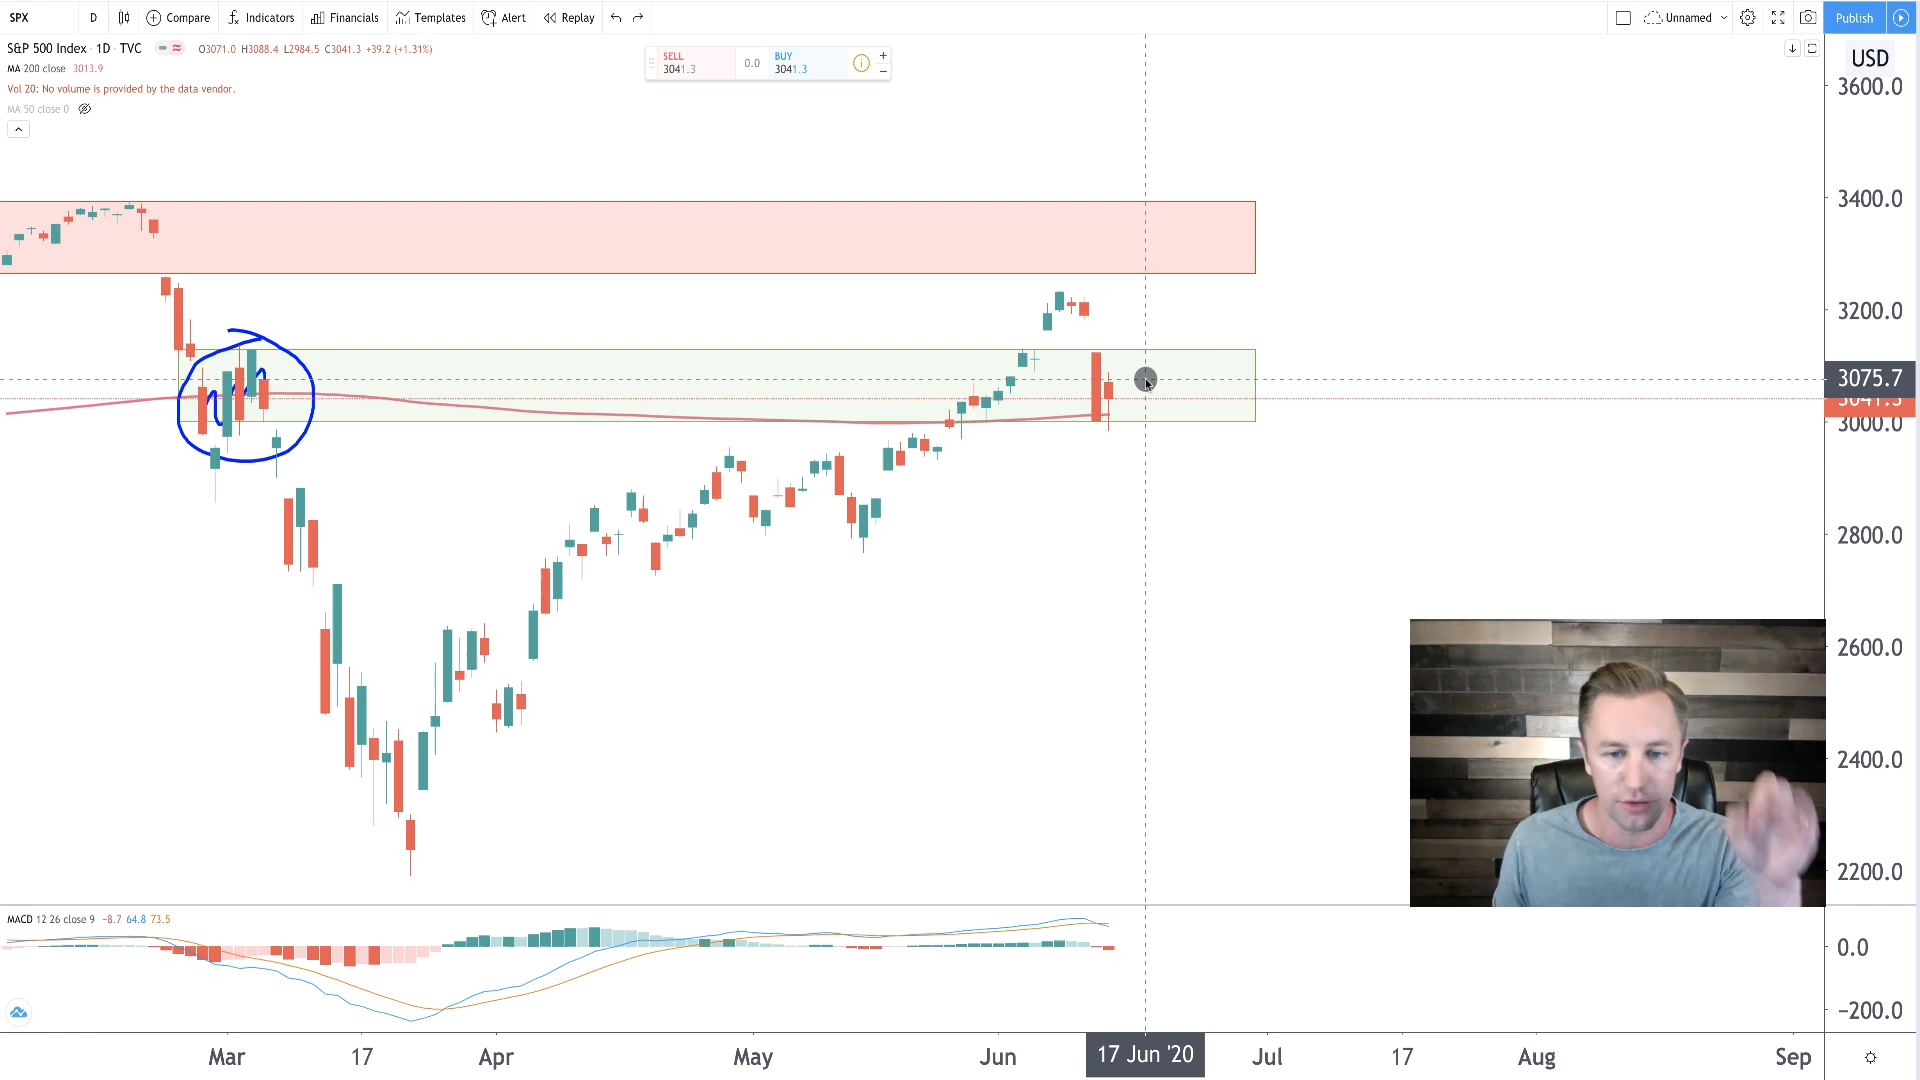 SPX D Compare Indicators Financials Templates Alert Replay Unnamed Publish
S&P 500 Index · 1D · TVC O3071.0 H3088.4 L2984.5 C3041.3 +39.2 (+1.31%)
SELL 0.0 BUY
3041.3 3041.3
USD
MA 200 close 3013.9
Vol 20: No volume is provided by the data vendor.
MA 50 close 0
3600.0
3400.0
3200.0
3075.7
3041.3
3000.0
2800.0
2600.0
2400.0
2200.0
MACD 12 26 close 9 −8.7 64.8 73.5
0.0
−200.0
Mar 17 Apr May Jun 17 Jun '20 Jul 17 Aug Sep